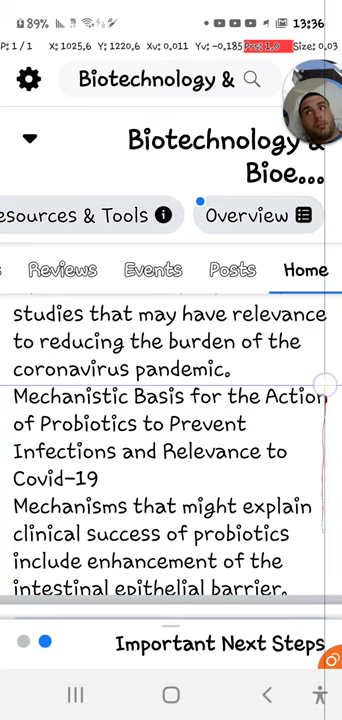 89% 13:36
P: 1 / 1 X: 1025,6 Y: 1220,6 Xv: 0,011 Yv: -0,185 Prs: 1,0 Size: 0,03
Biotechnology &
Biotechnology &
Bioe...
esources & Tools Overview
s Reviews Events Posts Home
studies that may have relevance
to reducing the burden of the
coronavirus pandemic.
Mechanistic Basis for the Action
of Probiotics to Prevent
Infections and Relevance to
Covid-19
Mechanisms that might explain
clinical success of probiotics
include enhancement of the
intestinal epithelial barrier.
Important Next Steps